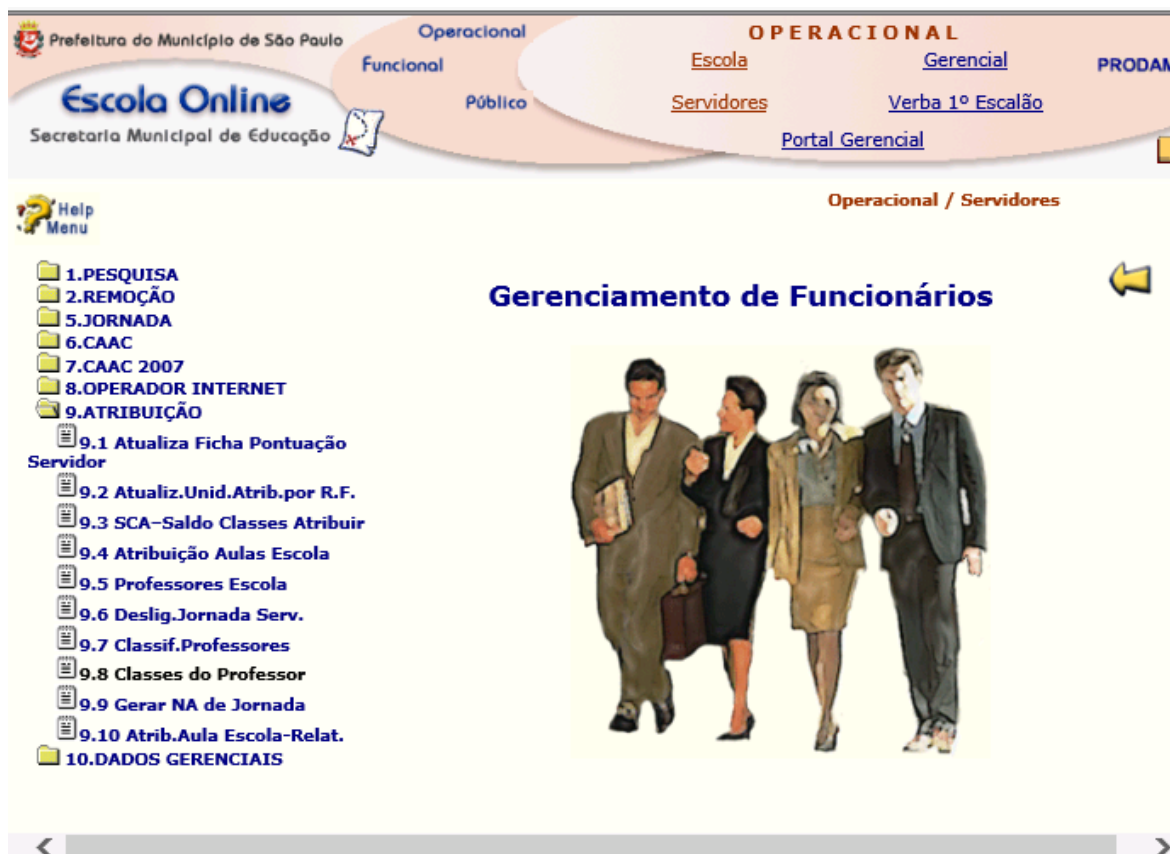 Prefeitura do Município de São Paulo
Escola Online
Secretaria Municipal de Educação
Operacional
Funcional
Público
OPERACIONAL
Escola
Gerencial
Servidores
Verba 1º Escalão
Portal Gerencial
PRODAM
Help
Menu
Operacional / Servidores
1.PESQUISA
2.REMOÇÃO
5.JORNADA
6.CAAC
7.CAAC 2007
8.OPERADOR INTERNET
9.ATRIBUIÇÃO
9.1 Atualiza Ficha Pontuação
Servidor
9.2 Atualiz.Unid.Atrib.por R.F.
9.3 SCA-Saldo Classes Atribuir
9.4 Atribuição Aulas Escola
9.5 Professores Escola
9.6 Deslig.Jornada Serv.
9.7 Classif.Professores
9.8 Classes do Professor
9.9 Gerar NA de Jornada
9.10 Atrib.Aula Escola-Relat.
10.DADOS GERENCIAIS
Gerenciamento de Funcionários